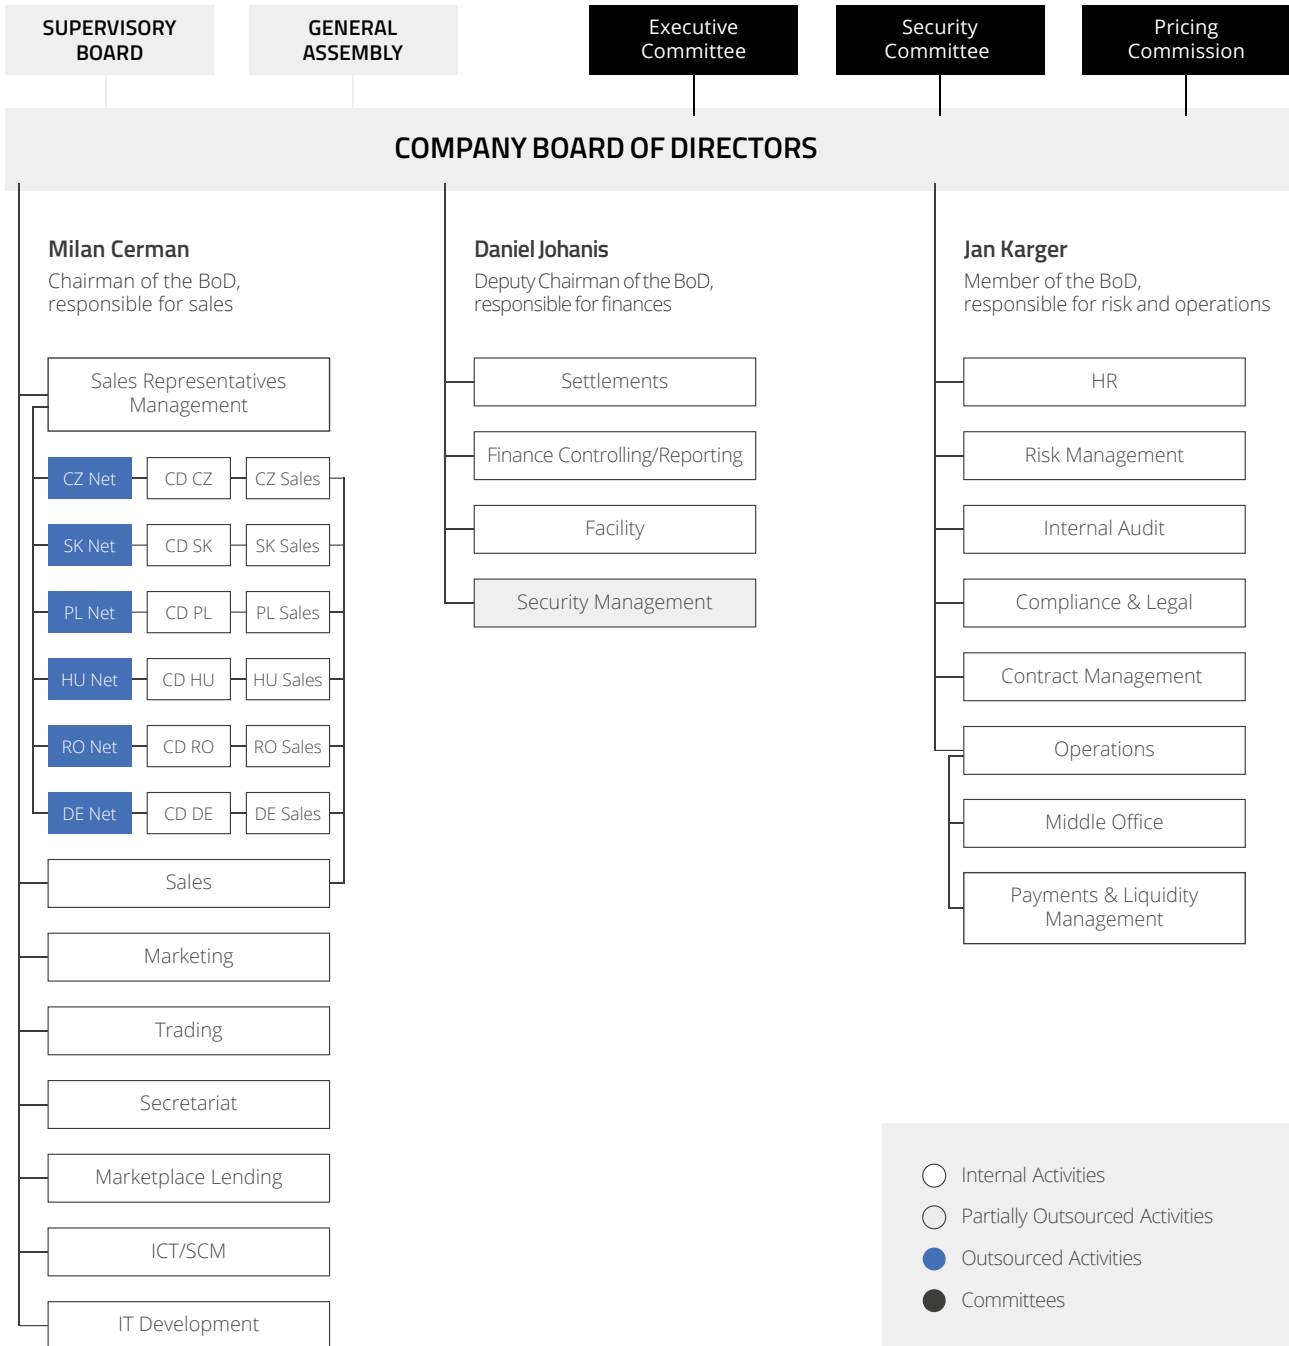 SUPERVISORY
BOARD
GENERAL
ASSEMBLY
Executive
Committee
Security
Committee
Pricing
Commission
COMPANY BOARD OF DIRECTORS
Milan Cerman
Chairman of the BoD,
responsible for sales
Sales Representatives
Management
CZ Net
CD CZ
CZ Sales
SK Net
CD SK
SK Sales
PL Net
CD PL
PL Sales
HU Net
CD HU
HU Sales
RO Net
CD RO
RO Sales
DE Net
CD DE
DE Sales
Sales
Marketing
Trading
Secretariat
Marketplace Lending
ICT/SCM
IT Development
Daniel Johanis
Deputy Chairman of the BoD,
responsible for finances
Settlements
Finance Controlling/Reporting
Facility
Security Management
Jan Karger
Member of the BoD,
responsible for risk and operations
HR
Risk Management
Internal Audit
Compliance & Legal
Contract Management
Operations
Middle Office
Payments & Liquidity
Management
Internal Activities
Partially Outsourced Activities
Outsourced Activities
Committees